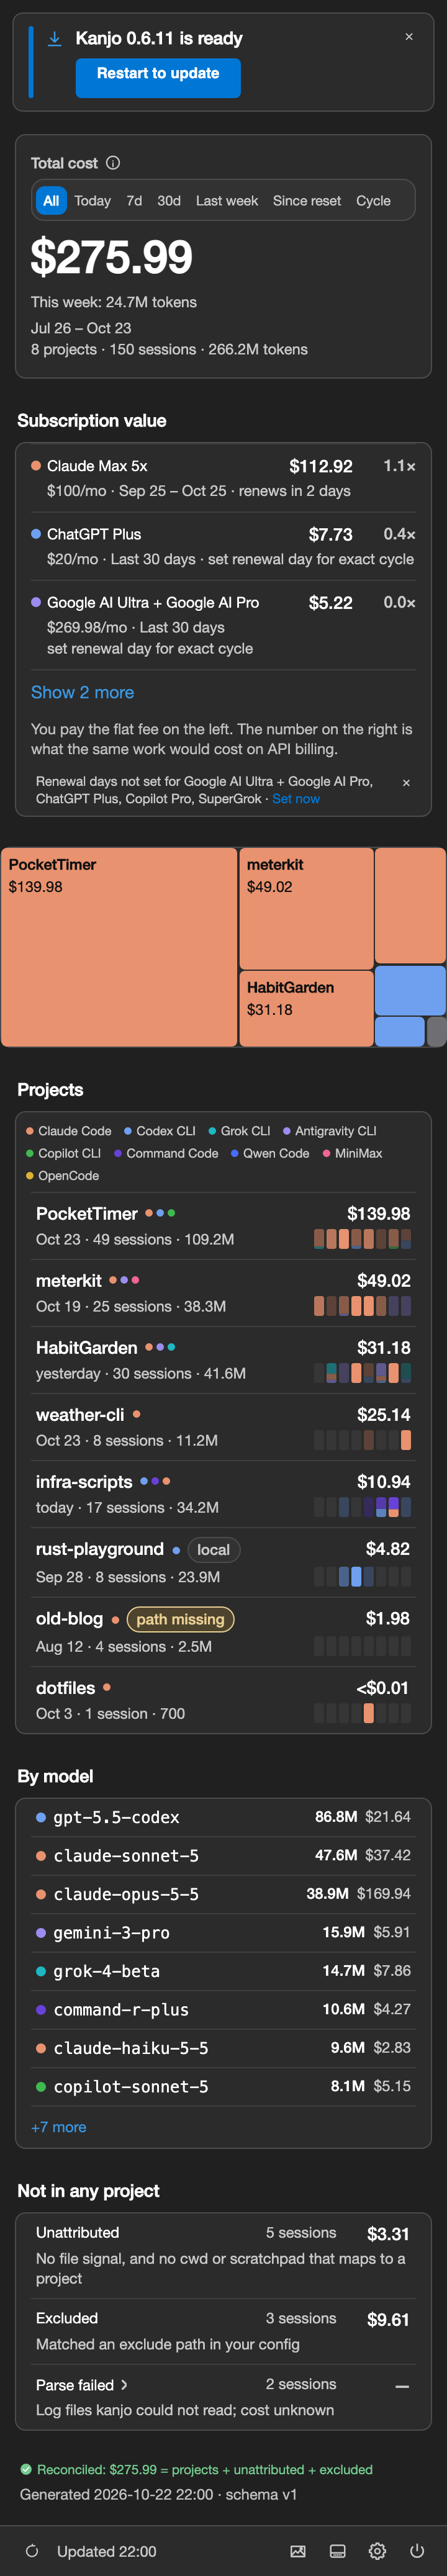 Kanjo 0.6.11 is ready
×
Restart to update
Total cost
All Today 7d 30d Last week Since reset Cycle
$275.99
This week: 24.7M tokens
Jul 26 – Oct 23
8 projects · 150 sessions · 266.2M tokens
Subscription value
Claude Max 5x $112.92 1.1×
$100/mo · Sep 25 – Oct 25 · renews in 2 days
ChatGPT Plus $7.73 0.4×
$20/mo · Last 30 days · set renewal day for exact cycle
Google AI Ultra + Google AI Pro $5.22 0.0×
$269.98/mo · Last 30 days
set renewal day for exact cycle
Show 2 more
You pay the flat fee on the left. The number on the right is
what the same work would cost on API billing.
Renewal days not set for Google AI Ultra + Google AI Pro, ×
ChatGPT Plus, Copilot Pro, SuperGrok · Set now
PocketTimer
$139.98
meterkit
$49.02
HabitGarden
$31.18
Projects
Claude Code Codex CLI Grok CLI Antigravity CLI
Copilot CLI Command Code Qwen Code MiniMax
OpenCode
PocketTimer $139.98
Oct 23 · 49 sessions · 109.2M
meterkit $49.02
Oct 19 · 25 sessions · 38.3M
HabitGarden $31.18
yesterday · 30 sessions · 41.6M
weather-cli $25.14
Oct 23 · 8 sessions · 11.2M
infra-scripts $10.94
today · 17 sessions · 34.2M
rust-playground local $4.82
Sep 28 · 8 sessions · 23.9M
old-blog path missing $1.98
Aug 12 · 4 sessions · 2.5M
dotfiles <$0.01
Oct 3 · 1 session · 700
By model
gpt-5.5-codex 86.8M $21.64
claude-sonnet-5 47.6M $37.42
claude-opus-5-5 38.9M $169.94
gemini-3-pro 15.9M $5.91
grok-4-beta 14.7M $7.86
command-r-plus 10.6M $4.27
claude-haiku-5-5 9.6M $2.83
copilot-sonnet-5 8.1M $5.15
+7 more
Not in any project
Unattributed 5 sessions $3.31
No file signal, and no cwd or scratchpad that maps to a
project
Excluded 3 sessions $9.61
Matched an exclude path in your config
Parse failed 2 sessions —
Log files kanjo could not read; cost unknown
Reconciled: $275.99 = projects + unattributed + excluded
Generated 2026-10-22 22:00 · schema v1
Updated 22:00